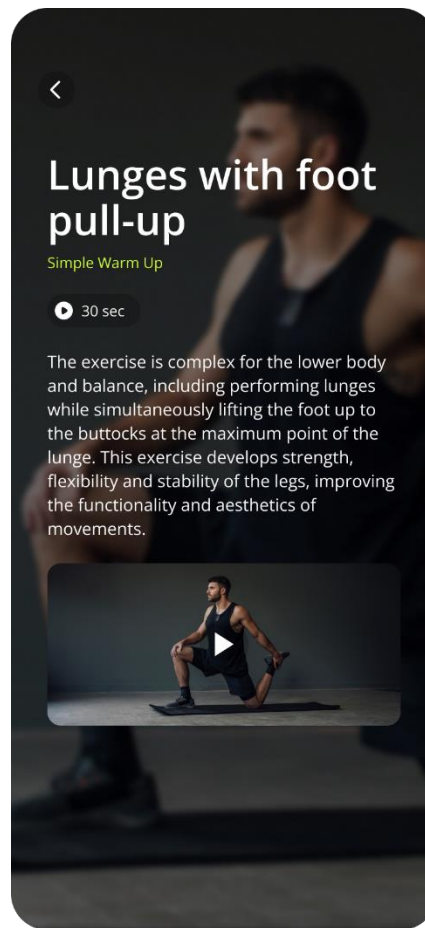 Lunges with foot
pull-up
Simple Warm Up
30 sec
The exercise is complex for the lower body
and balance, including performing lunges
while simultaneously lifting the foot up to
the buttocks at the maximum point of the
lunge. This exercise develops strength,
flexibility and stability of the legs, improving
the functionality and aesthetics of
movements.